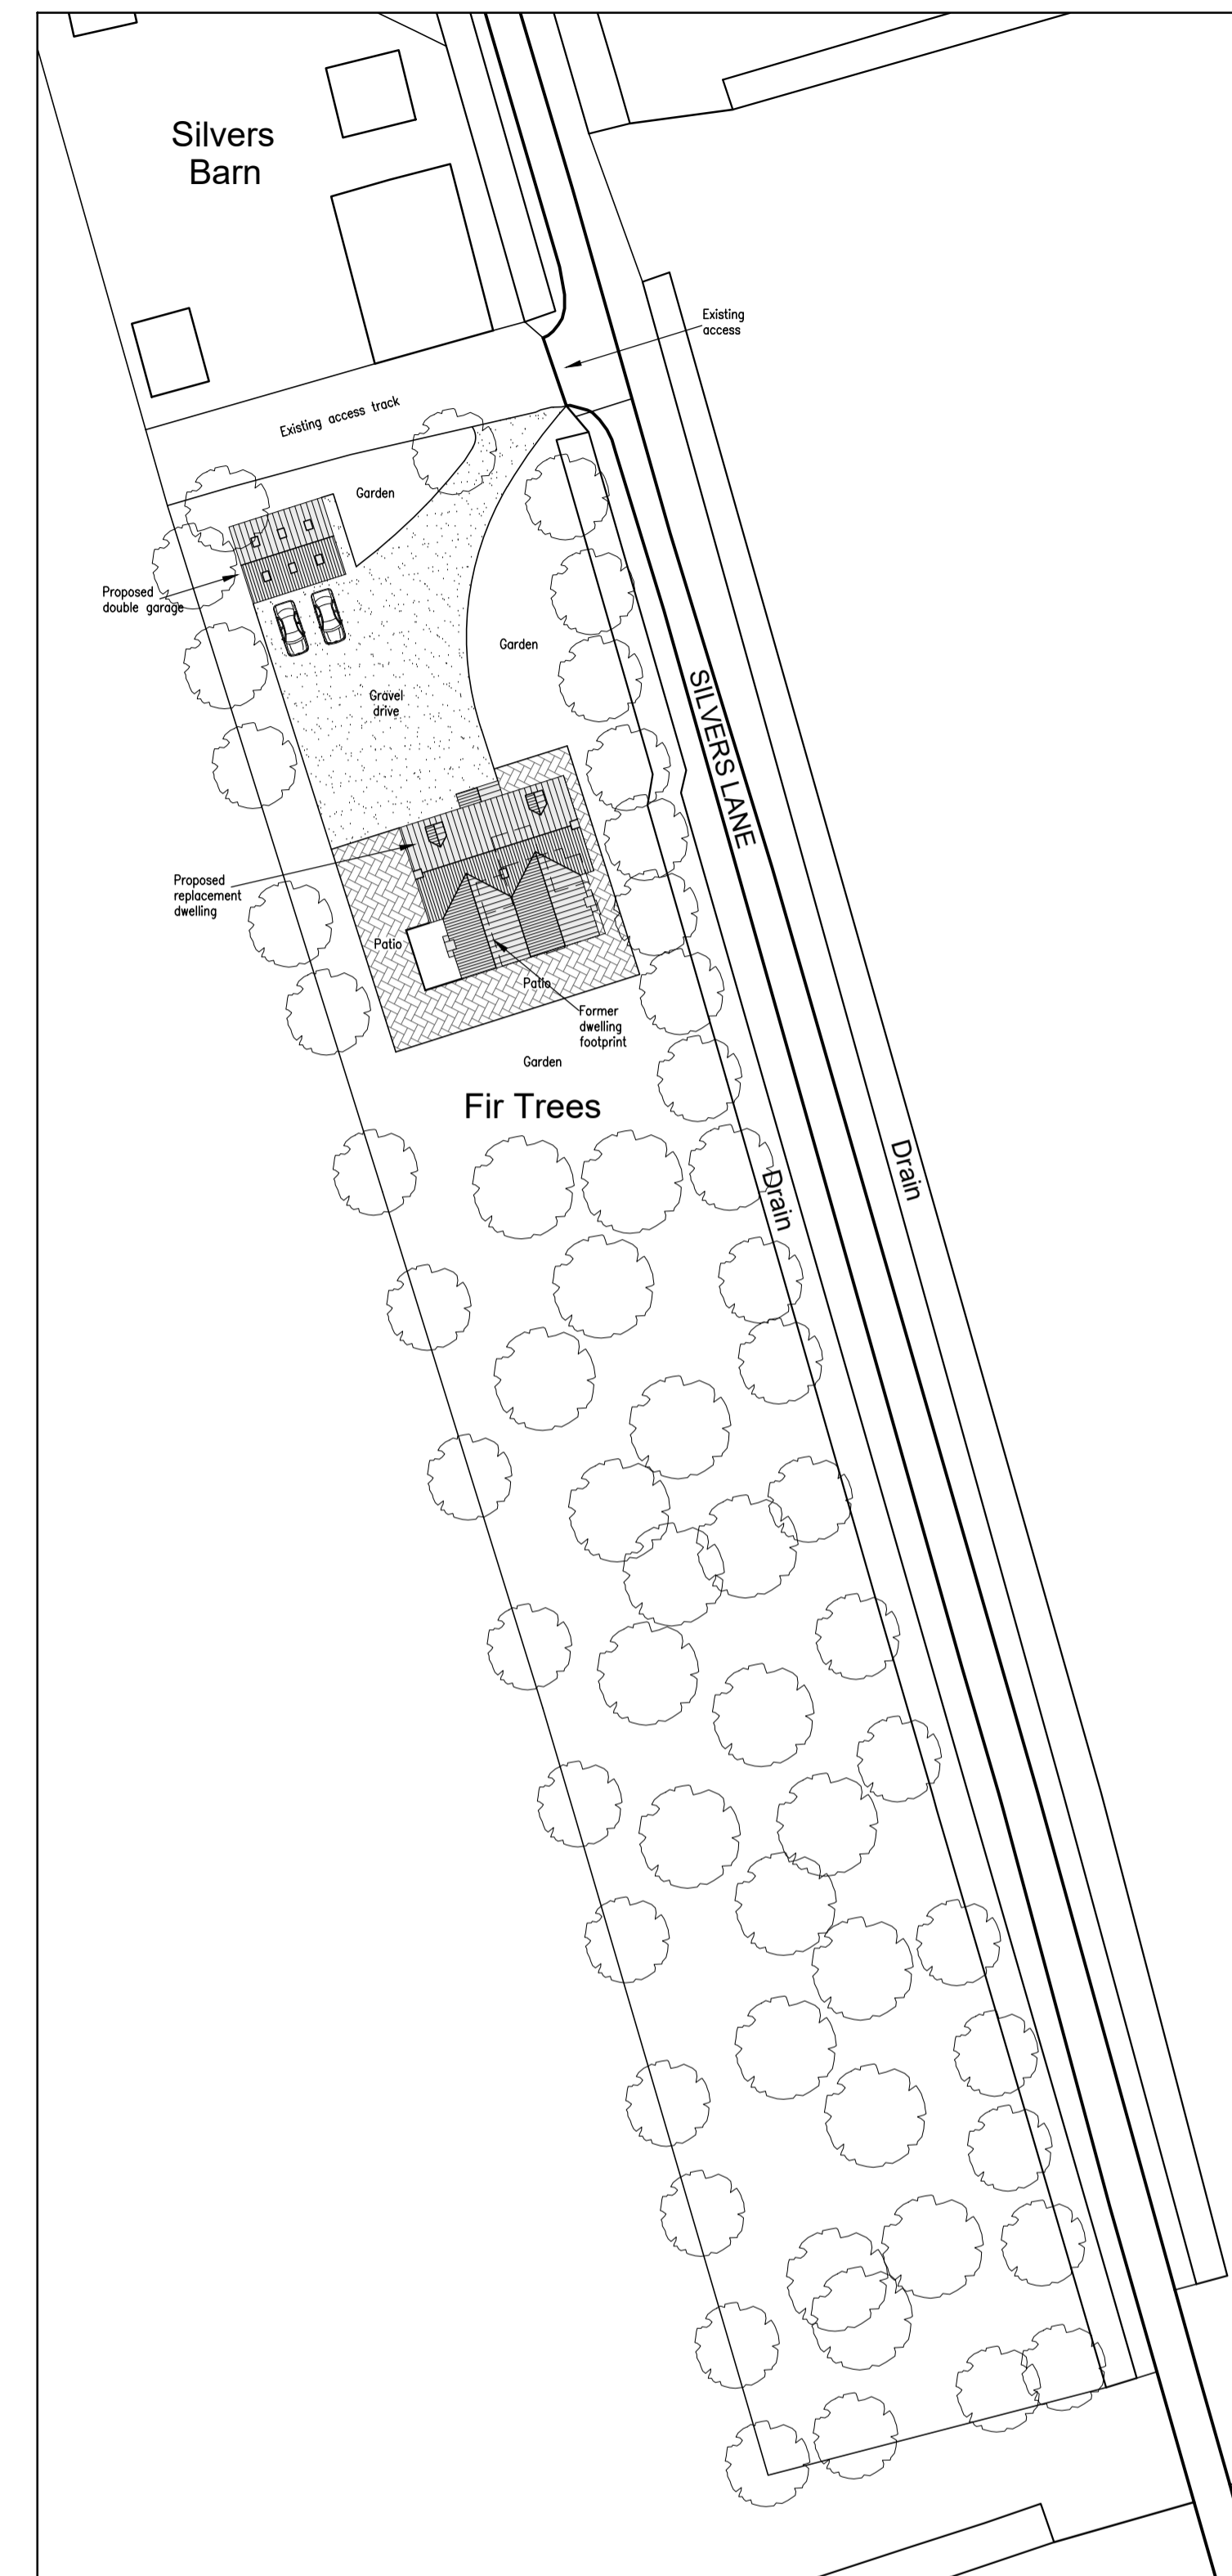 Silvers
Barn
Existing
access
Existing access track
Garden
Proposed
double garage
Garden
SILVERS LANE
Gravel
drive
Proposed
replacement
dwelling
Patio
Patio
Former
dwelling
footprint
Garden
Fir Trees
Drain
Drain